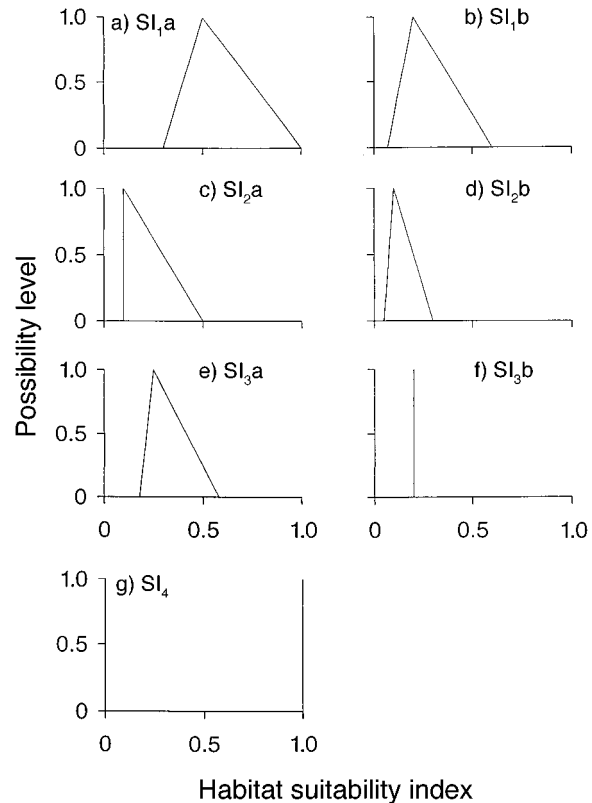 a) SI₁a
1.0
0.5
0
b) SI₁b
c) SI₂a
1.0
0.5
0
d) SI₂b
Possibility level
e) SI₃a
1.0
0.5
0
0 0.5 1.0
f) SI₃b
0 0.5 1.0
g) SI₄
1.0
0.5
0
0 0.5 1.0
Habitat suitability index